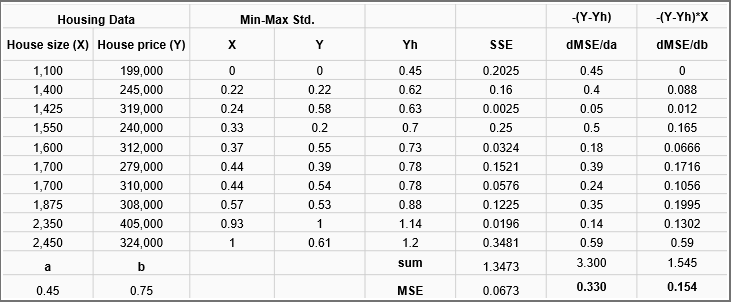 Housing Data Min-Max Std. -(Y-Yh) -(Y-Yh)*X
House size (X) House price (Y) X Y Yh SSE dMSE/da dMSE/db
1,100 199,000 0 0 0.45 0.2025 0.45 0
1,400 245,000 0.22 0.22 0.62 0.16 0.4 0.088
1,425 319,000 0.24 0.58 0.63 0.0025 0.05 0.012
1,550 240,000 0.33 0.2 0.7 0.25 0.5 0.165
1,600 312,000 0.37 0.55 0.73 0.0324 0.18 0.0666
1,700 279,000 0.44 0.39 0.78 0.1521 0.39 0.1716
1,700 310,000 0.44 0.54 0.78 0.0576 0.24 0.1056
1,875 308,000 0.57 0.53 0.88 0.1225 0.35 0.1995
2,350 405,000 0.93 1 1.14 0.0196 0.14 0.1302
2,450 324,000 1 0.61 1.2 0.3481 0.59 0.59
a b sum 1.3473 3.300 1.545
0.45 0.75 MSE 0.0673 0.330 0.154